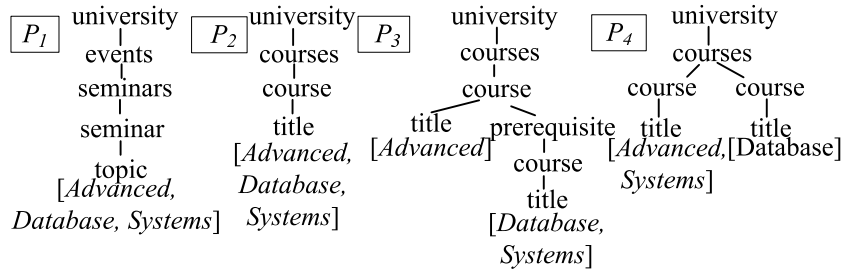 P1
university
events
seminars
seminar
topic
[Advanced,
Database, Systems]
P2
university
courses
course
title
[Advanced,
Database,
Systems]
P3
university
courses
course
title
[Advanced]
prerequisite
course
title
[Database,
Systems]
P4
university
courses
course
title
[Advanced,
Systems]
course
title
[Database]